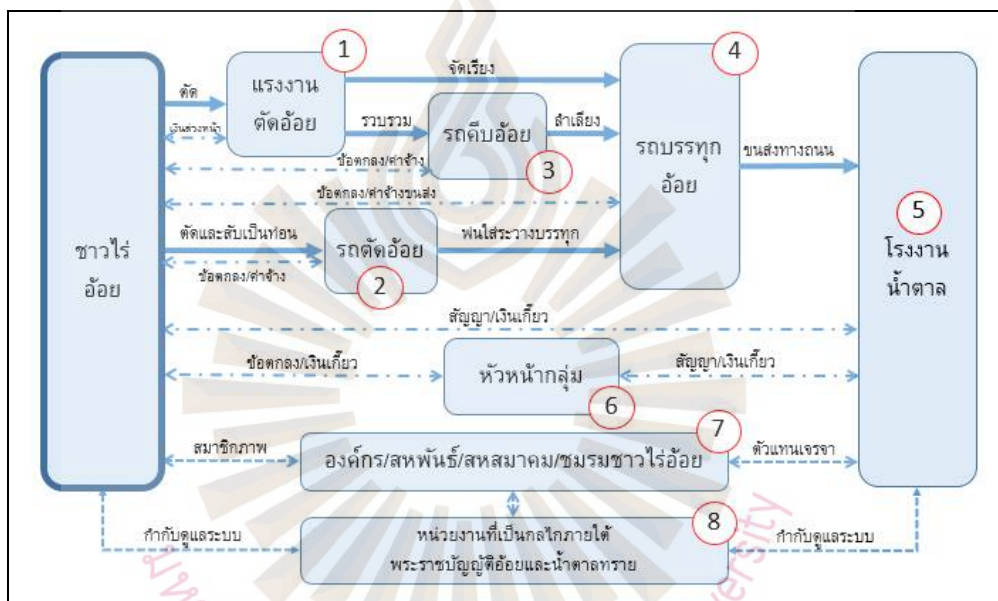 1
4
จัดเรียง
ตัด
แรงงาน
ตัดอ้อย
เงินล่วงหน้า
รวบรวม
รถคีบอ้อย
ลำเลียง
3
ข้อตกลง/ค่าจ้าง
รถบรรทุก
อ้อย
ขนส่งทางถนน
ข้อตกลง/ค่าจ้างขนส่ง
ชาวไร่
อ้อย
ตัดและสับเป็นท่อน
รถตัดอ้อย
2
พ่นใส่ระวางบรรทุก
ข้อตกลง/ค่าจ้าง
5
โรงงาน
น้ำตาล
สัญญา/เงินเกี๊ยว
ข้อตกลง/เงินเกี๊ยว
หัวหน้ากลุ่ม
6
สัญญา/เงินเกี๊ยว
7
สมาชิกภาพ
องค์กร/สหพันธ์/สหสมาคม/ชมรมชาวไร่อ้อย
ตัวแทนเจรจา
8
กำกับดูแลระบบ
หน่วยงานที่เป็นกลไกภายใต้
พระราชบัญญัติอ้อยและน้ำตาลทราย
กำกับดูแลระบบ